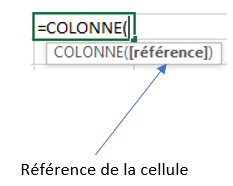 =COLONNE(
COLONNE([référence])
Référence de la cellule